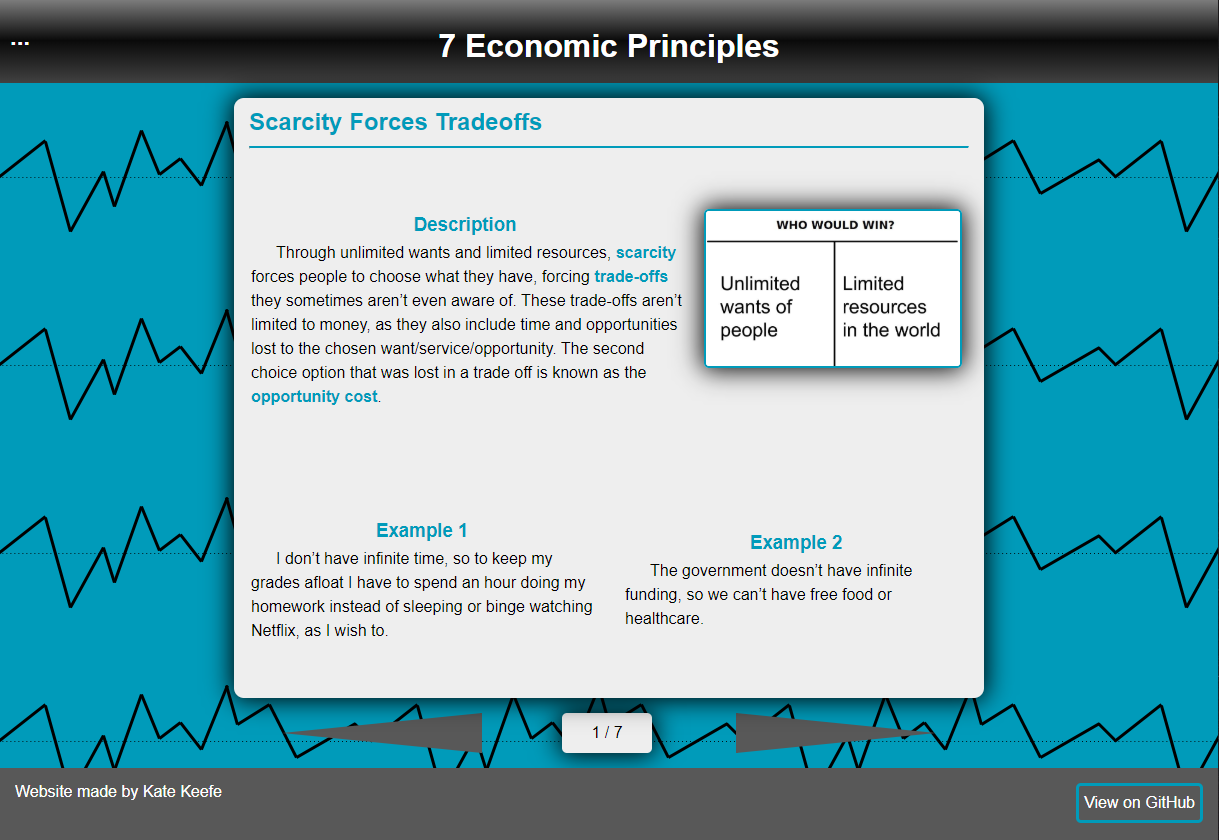 ...
7 Economic Principles
Scarcity Forces Tradeoffs
Description
Through unlimited wants and limited resources, scarcity
forces people to choose what they have, forcing trade-offs
they sometimes aren’t even aware of. These trade-offs aren’t
limited to money, as they also include time and opportunities
lost to the chosen want/service/opportunity. The second
choice option that was lost in a trade off is known as the
opportunity cost.
WHO WOULD WIN?
Unlimited
wants of
people
Limited
resources
in the world
Example 1
I don’t have infinite time, so to keep my
grades afloat I have to spend an hour doing my
homework instead of sleeping or binge watching
Netflix, as I wish to.
Example 2
The government doesn’t have infinite
funding, so we can’t have free food or
healthcare.
1 / 7
Website made by Kate Keefe
View on GitHub